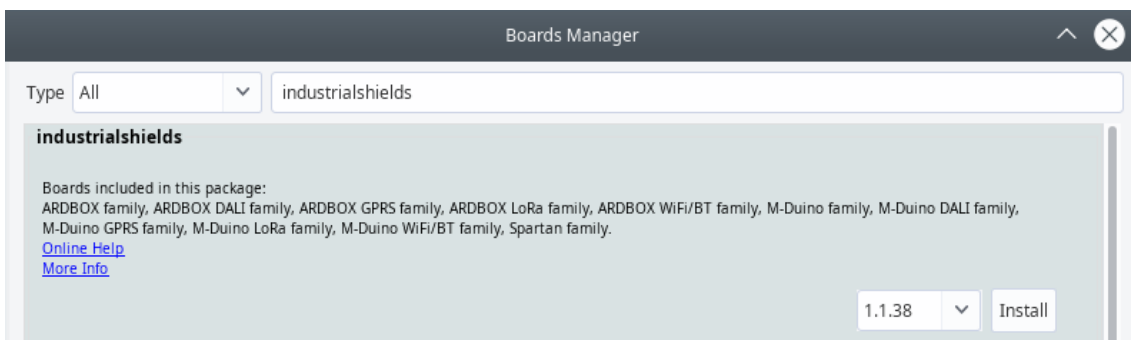 Boards Manager
Type All industrialshields
industrialshields
Boards included in this package:
ARDBOX family, ARDBOX DALI family, ARDBOX GPRS family, ARDBOX LoRa family, ARDBOX WiFi/BT family, M-Duino family, M-Duino DALI family,
M-Duino GPRS family, M-Duino LoRa family, M-Duino WiFi/BT family, Spartan family.
Online Help
More Info
1.1.38 Install